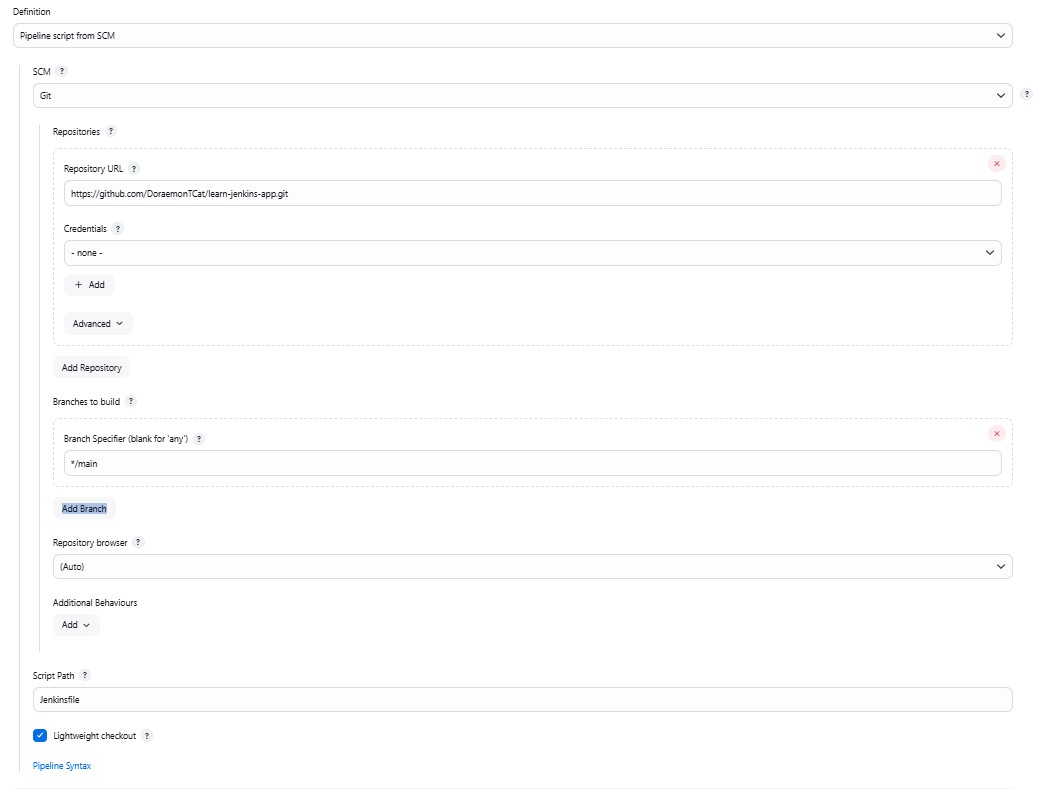 Definition
Pipeline script from SCM
SCM ?
Git
?
Repositories ?
Repository URL ?
https://github.com/DoraemonTCat/learn-jenkins-app.git
Credentials ?
- none -
+ Add
Advanced
Add Repository
Branches to build ?
Branch Specifier (blank for 'any') ?
*/main
Add Branch
Repository browser ?
(Auto)
Additional Behaviours
Add
Script Path ?
Jenkinsfile
Lightweight checkout ?
Pipeline Syntax